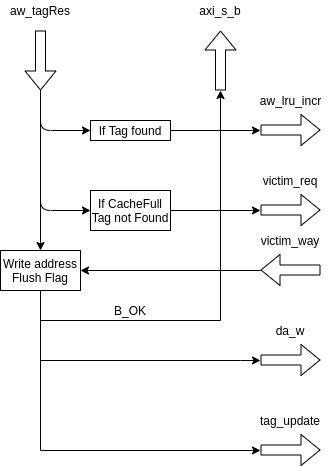 aw_tagRes
axi_s_b
aw_lru_incr
If Tag found
victim_req
If CacheFull
Tag not Found
victim_way
Write address
Flush Flag
B_OK
da_w
tag_update